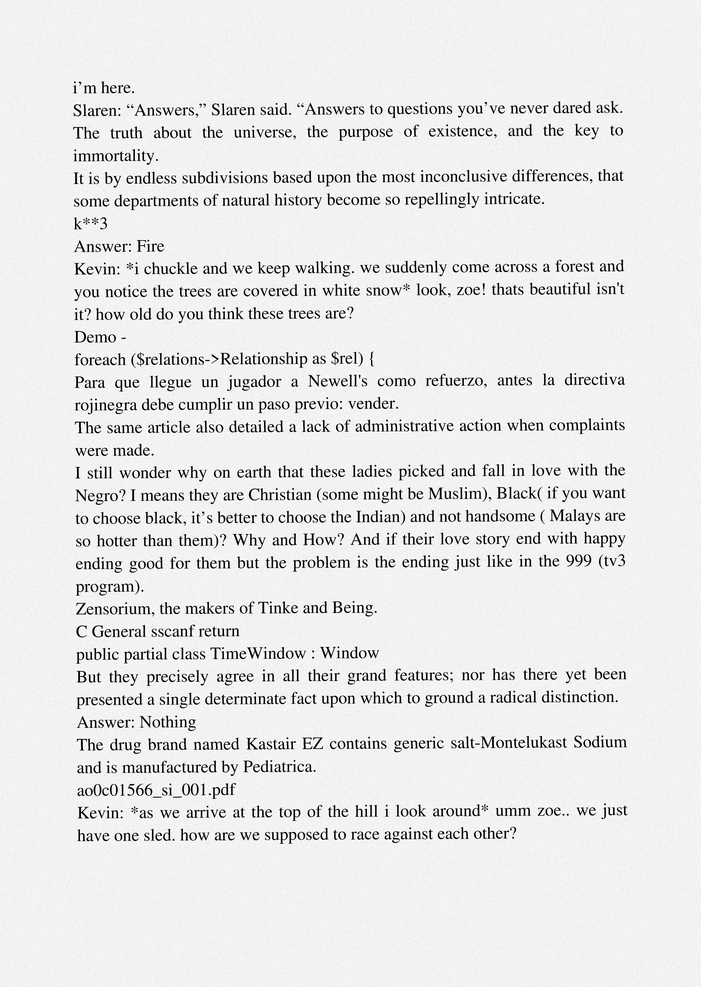 i’m here.
Slaren: “Answers,” Slaren said. “Answers to questions you’ve never dared ask.
The truth about the universe, the purpose of existence, and the key to
immortality.
It is by endless subdivisions based upon the most inconclusive differences, that
some departments of natural history become so repellingly intricate.
k**3
Answer: Fire
Kevin: *i chuckle and we keep walking. we suddenly come across a forest and
you notice the trees are covered in white snow* look, zoe! thats beautiful isn't
it? how old do you think these trees are?
Demo -
foreach ($relations->Relationship as $rel) {
Para que llegue un jugador a Newell's como refuerzo, antes la directiva
rojinegra debe cumplir un paso previo: vender.
The same article also detailed a lack of administrative action when complaints
were made.
I still wonder why on earth that these ladies picked and fall in love with the
Negro? I means they are Christian (some might be Muslim), Black( if you want
to choose black, it’s better to choose the Indian) and not handsome ( Malays are
so hotter than them)? Why and How? And if their love story end with happy
ending good for them but the problem is the ending just like in the 999 (tv3
program).
Zensorium, the makers of Tinke and Being.
C General sscanf return
public partial class TimeWindow : Window
But they precisely agree in all their grand features; nor has there yet been
presented a single determinate fact upon which to ground a radical distinction.
Answer: Nothing
The drug brand named Kastair EZ contains generic salt-Montelukast Sodium
and is manufactured by Pediatrica.
ao0c01566_si_001.pdf
Kevin: *as we arrive at the top of the hill i look around* umm zoe.. we just
have one sled. how are we supposed to race against each other?